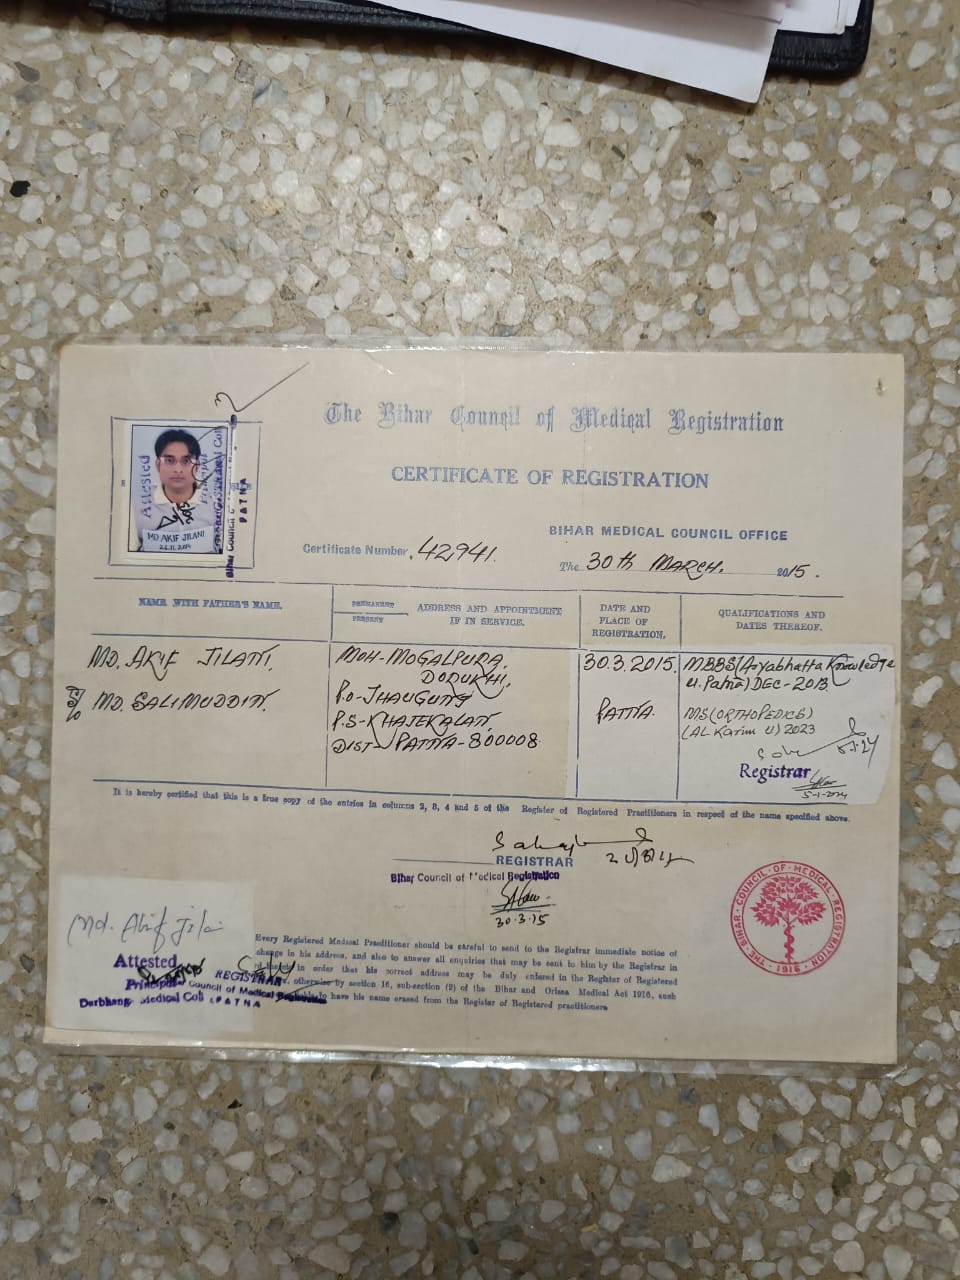 The Bihar Council of Medical Registration
CERTIFICATE OF REGISTRATION
Attested
MD AKIF JILANI
24.11.2014
Bihar Council
PATNA
BIHAR MEDICAL COUNCIL OFFICE
Certificate Number. 42941.
The 30th MARCH. 2015.
NAME WITH FATHER'S NAME.
PERMANENT
PRESENT
ADDRESS AND APPOINTMENT
IF IN SERVICE.
DATE AND
PLACE OF
REGISTRATION.
QUALIFICATIONS AND
DATES THEREOF.
MD. AKIF JILANI.
S/o MD. SALIMUDDIN.
MOH-MOGALPURA,
DORUKHI,
P.O-JHAUGUNJ
P.S-KHAJEKALAN
DIST PATNA-800008
30.3.2015.
PATNA.
MBBS(Aryabhatta Knowledge
U. Patna) DEC-2013
MS(ORTHOPEDICS)
(AL Karim U) 2023
Registrar
5-1-2024
It is hereby certified that this is a true copy of the entries in columns 2, 3, 4 and 5 of the Register of Registered Practitioners in respect of the name specified above.
REGISTRAR
Bihar Council of Medical Registration
30.3.15
THE BIHAR COUNCIL OF MEDICAL REGISTRATION
1916
Md. Akif Jilani
Attested
Principal
Darbhanga Medical Coll
REGISTRAR
Council of Medical Registration
PATNA
Every Registered Medical Practitioner should be careful to send to the Registrar immediate notice of
change in his address, and also to answer all enquiries that may be sent to him by the Registrar in
in order that his correct address may be duly entered in the Register of Registered
otherwise by section 16, sub-section (2) of the Bihar and Orissa Medical Act 1916, such
to have his name erased from the Register of Registered practitioners